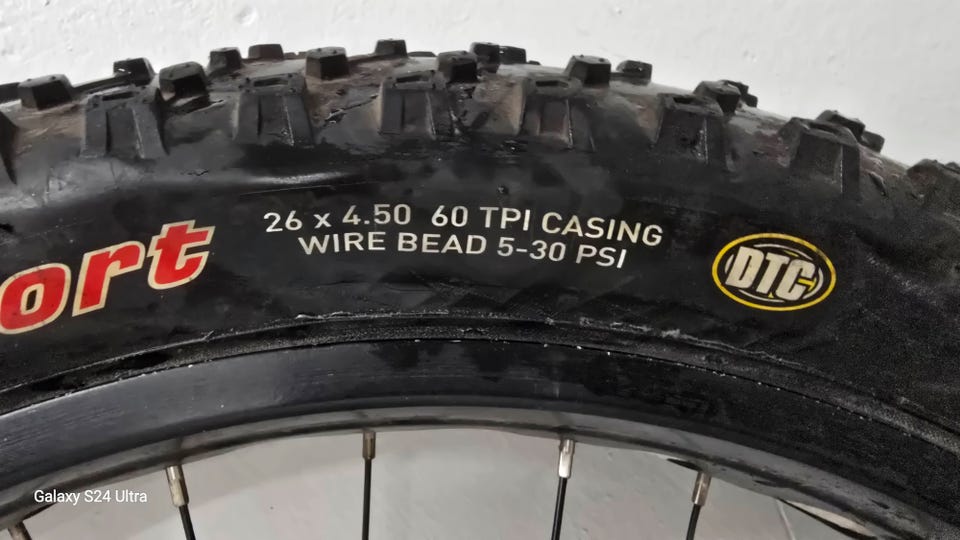 ort
26 x 4.50 60 TPI CASING
WIRE BEAD 5-30 PSI
DTC
Galaxy S24 Ultra